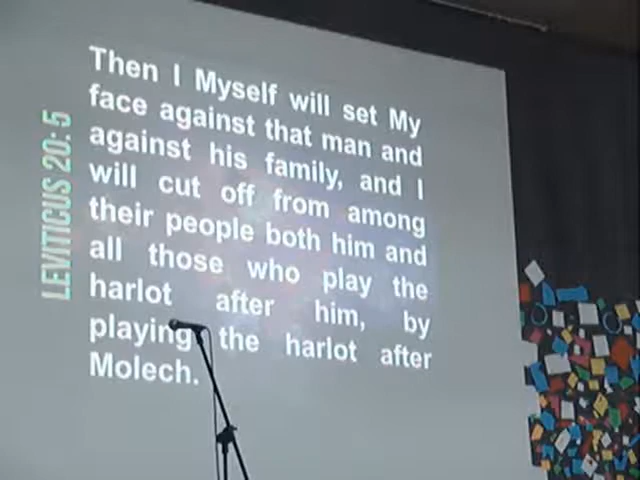 LEVITICUS 20: 5
Then I Myself will set My
face against that man and
against his family, and I
will cut off from among
their people both him and
all those who play the
harlot after him, by
playing the harlot after
Molech.